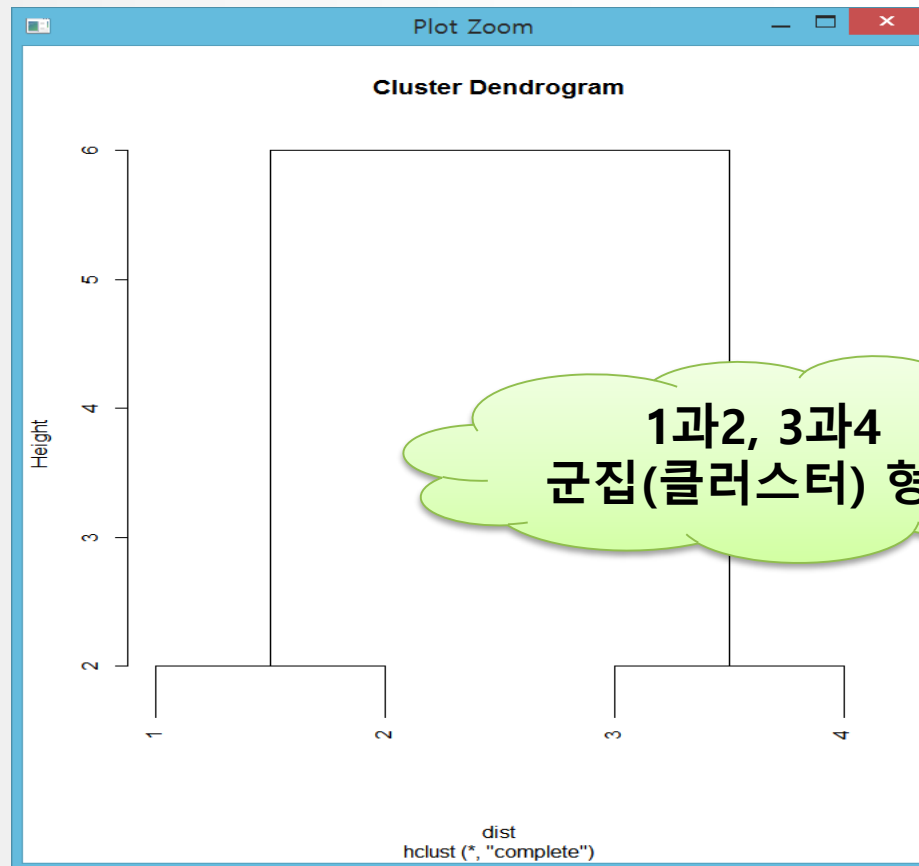 Plot Zoom
Cluster Dendrogram
6
5
4
3
2
Height
1과2, 3과4
군집(클러스터)
1
2
3
4
dist
hclust (*, "complete")